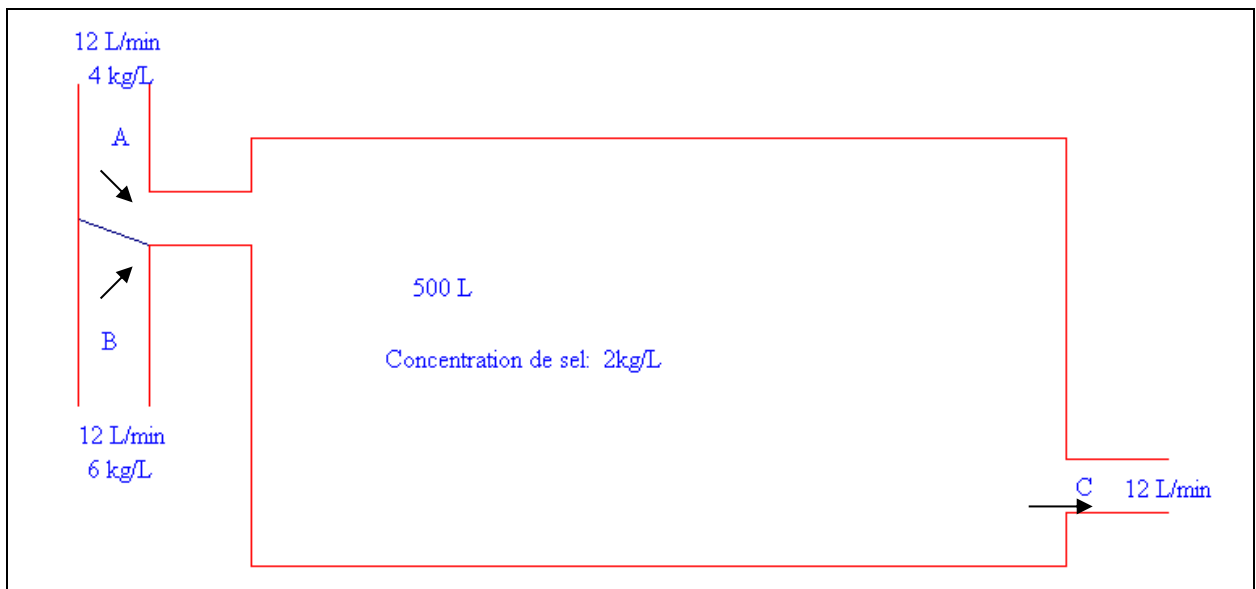 12 L/min
4 kg/L
A
B
12 L/min
6 kg/L
500 L
Concentration de sel: 2kg/L
C 12 L/min